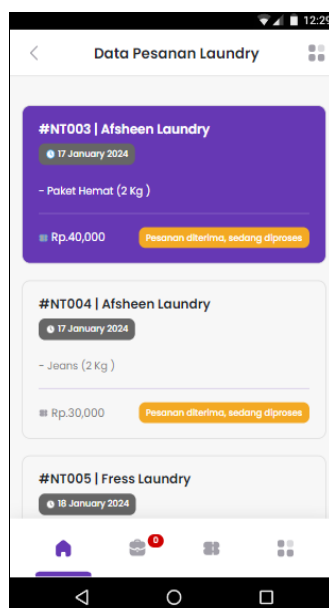 12:29
Data Pesanan Laundry
#NT003 | Afsheen Laundry
17 January 2024
- Paket Hemat (2 Kg )
Rp.40,000
Pesanan diterima, sedang diproses
#NT004 | Afsheen Laundry
17 January 2024
- Jeans (2 Kg )
Rp.30,000
Pesanan diterima, sedang diproses
#NT005 | Fress Laundry
18 January 2024
0